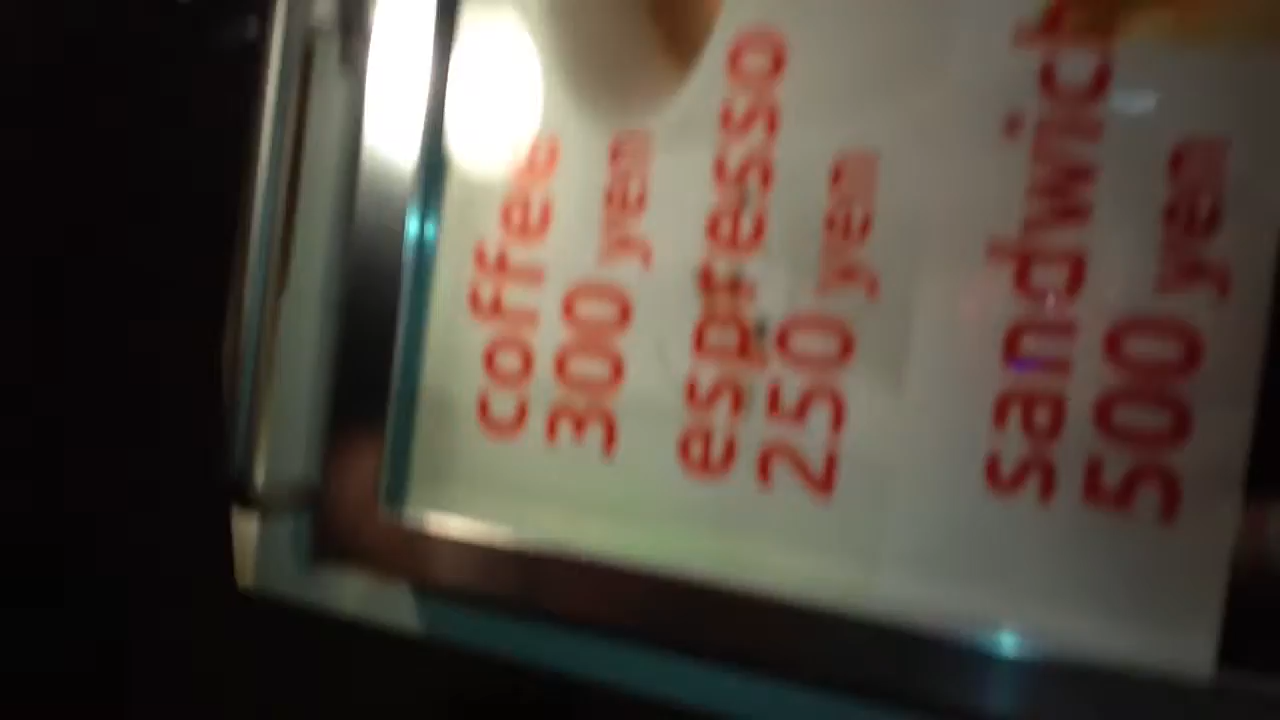 coffee
300 yen
espresso
250 yen
sandwich
500 yen